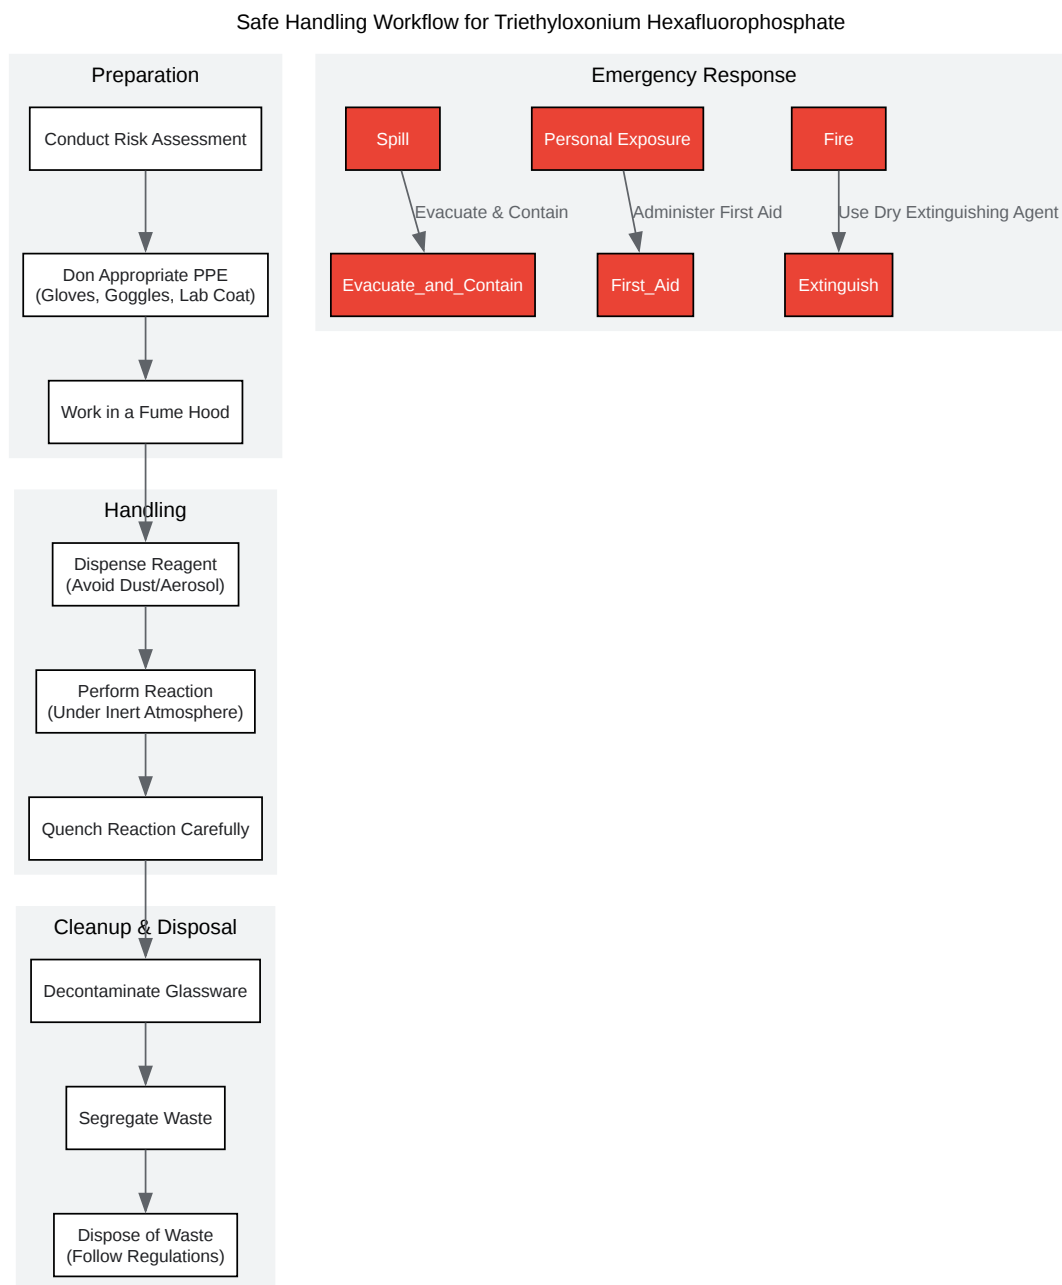 Safe Handling Workflow for Triethyloxonium Hexafluorophosphate
Preparation
Conduct Risk Assessment
Don Appropriate PPE
(Gloves, Goggles, Lab Coat)
Work in a Fume Hood
Handling
Dispense Reagent
(Avoid Dust/Aerosol)
Perform Reaction
(Under Inert Atmosphere)
Quench Reaction Carefully
Cleanup & Disposal
Decontaminate Glassware
Segregate Waste
Dispose of Waste
(Follow Regulations)
Emergency Response
Spill
Personal Exposure
Fire
Evacuate & Contain
Administer First Aid
Use Dry Extinguishing Agent
Evacuate_and_Contain
First_Aid
Extinguish